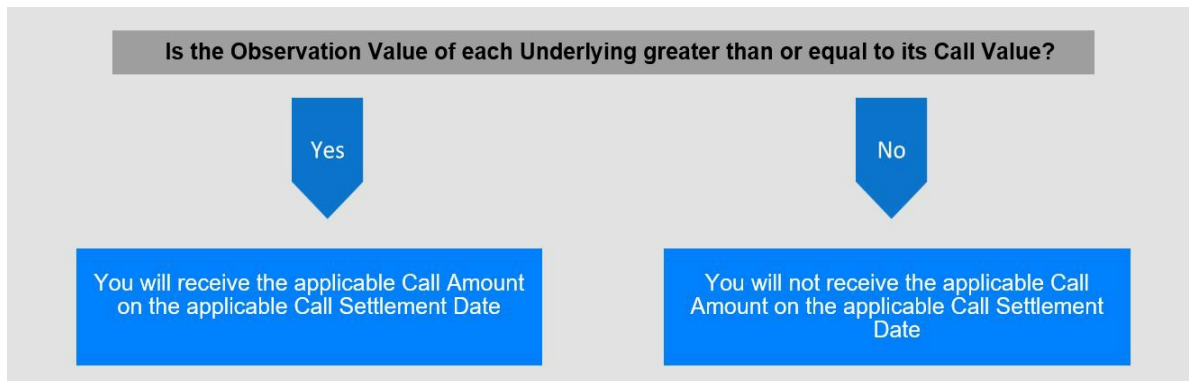 Is the Observation Value of each Underlying greater than or equal to its Call Value?
Yes
No
You will receive the applicable Call Amount
on the applicable Call Settlement Date
You will not receive the applicable Call
Amount on the applicable Call Settlement
Date